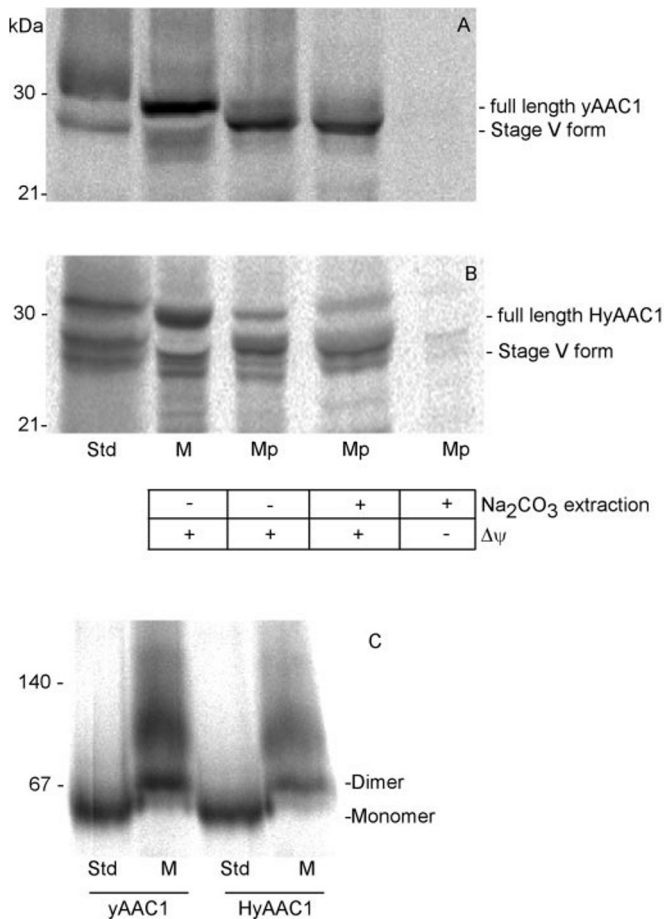 kDa
A
30 -
- full length yAAC1
- Stage V form
21-
B
30 -
- full length HyAAC1
- Stage V form
21-
Std M Mp Mp Mp
- - + + Na2CO3 extraction
+ + + - Δψ
C
140 -
67 -
-Dimer
-Monomer
Std M Std M
yAAC1 HyAAC1